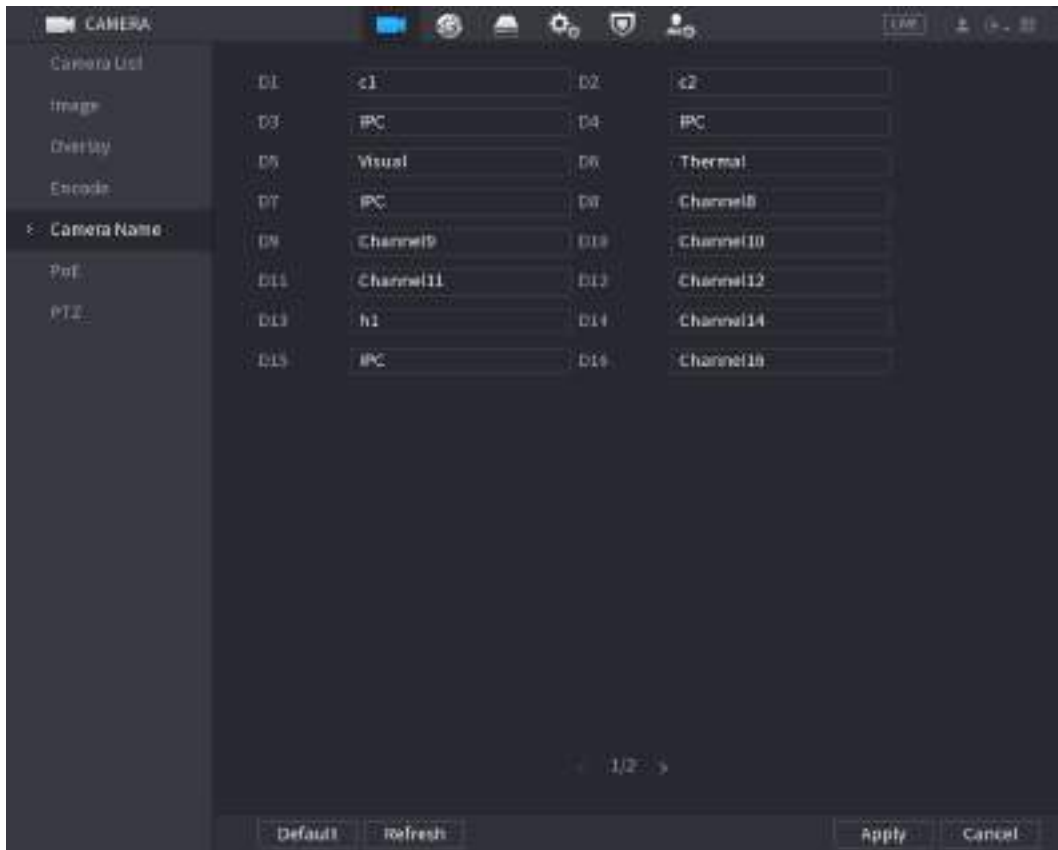 CAMERA LIVE
Camera List
Image
Overlay
Encode
Camera Name
PoE
PTZ
D1 c1 D2 c2
D3 IPC D4 IPC
D5 Visual D6 Thermal
D7 IPC D8 Channel8
D9 Channel9 D10 Channel10
D11 Channel11 D12 Channel12
D13 h1 D14 Channel14
D15 IPC D16 Channel16
1/2
Default Refresh Apply Cancel